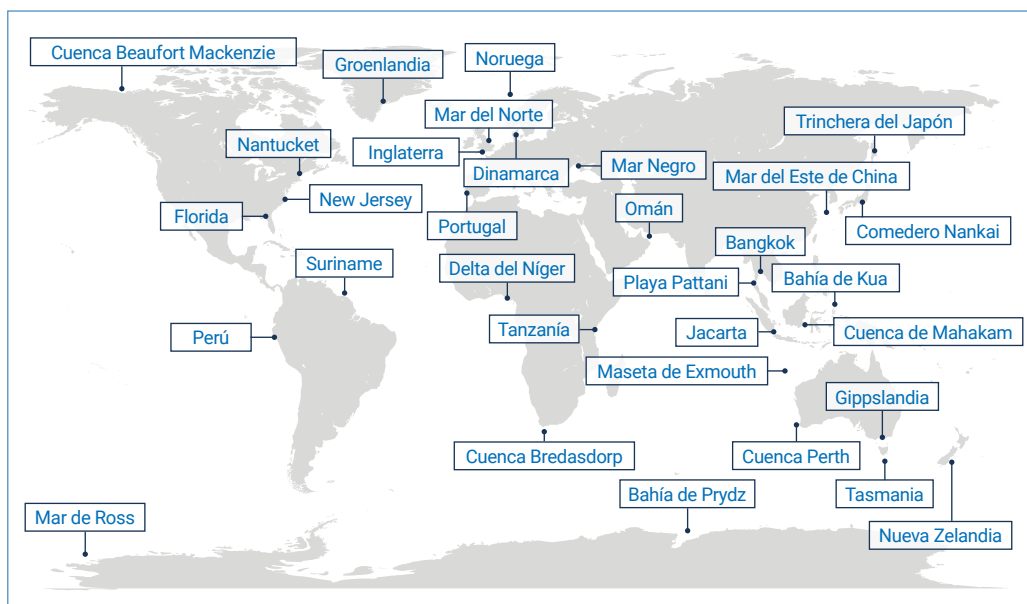 Cuenca Beaufort Mackenzie
Groenlandia
Noruega
Mar del Norte
Trinchera del Japón
Nantucket
Inglaterra
Dinamarca
Mar Negro
Mar del Este de China
New Jersey
Florida
Portugal
Omán
Comedero Nankai
Bangkok
Suriname
Delta del Níger
Playa Pattani
Bahía de Kua
Perú
Tanzanía
Jacarta
Cuenca de Mahakam
Maseta de Exmouth
Gippslandia
Cuenca Bredasdorp
Cuenca Perth
Bahía de Prydz
Tasmania
Mar de Ross
Nueva Zelandia